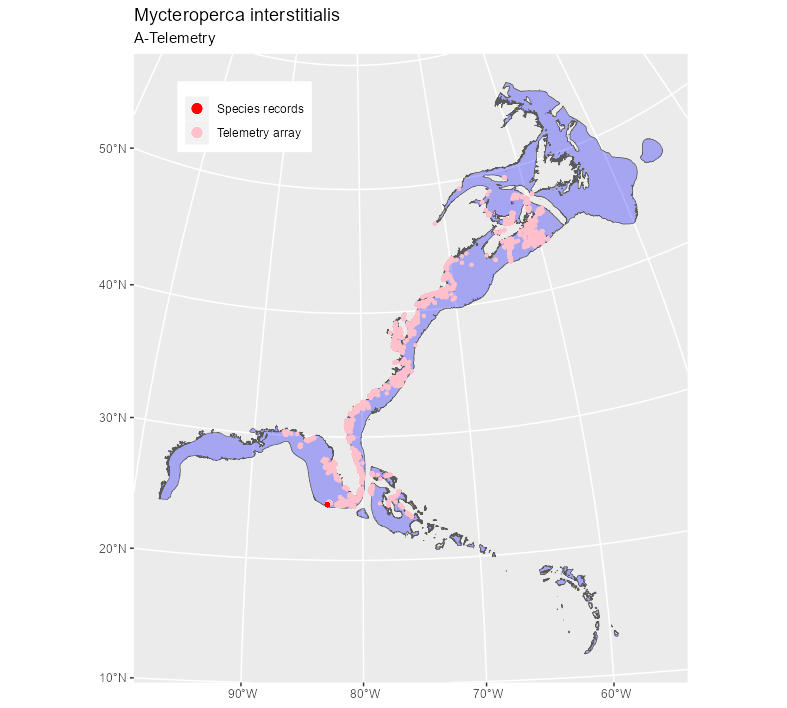 Mycteroperca interstitialis
A-Telemetry
Species records
Telemetry array
50°N
40°N
30°N
20°N
10°N
90°W
80°W
70°W
60°W